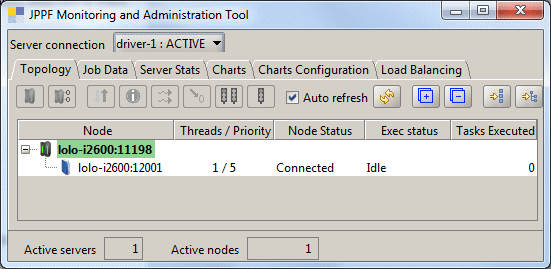 JPPF Monitoring and Administration Tool
Server connection driver-1 : ACTIVE
Topology Job Data Server Stats Charts Charts Configuration Load Balancing
Auto refresh
Node Threads / Priority Node Status Exec status Tasks Executed
lolo-i2600:11198
lolo-i2600:12001 1 / 5 Connected Idle 0
Active servers 1 Active nodes 1